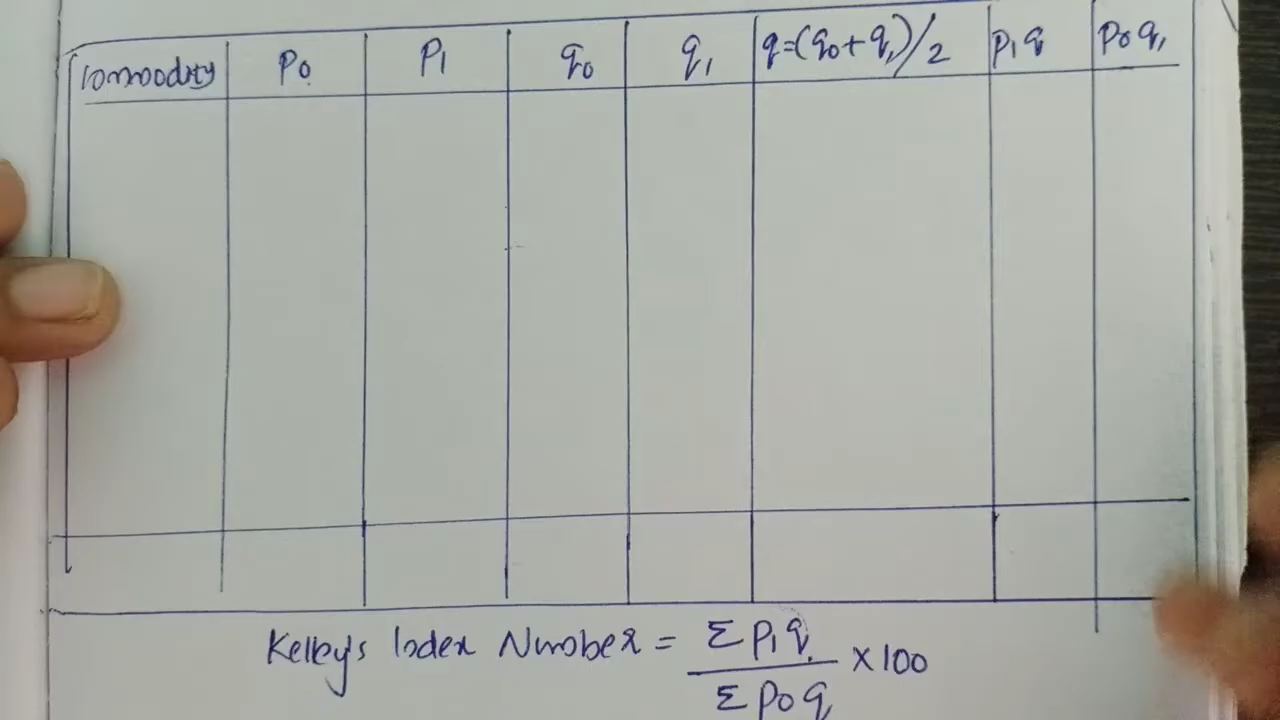 Commodity P0 P1 q0 q1 q=(q0+q1)/2 P1q P0q1
Kelley's Index Number = Σp1q / Σp0q ×100